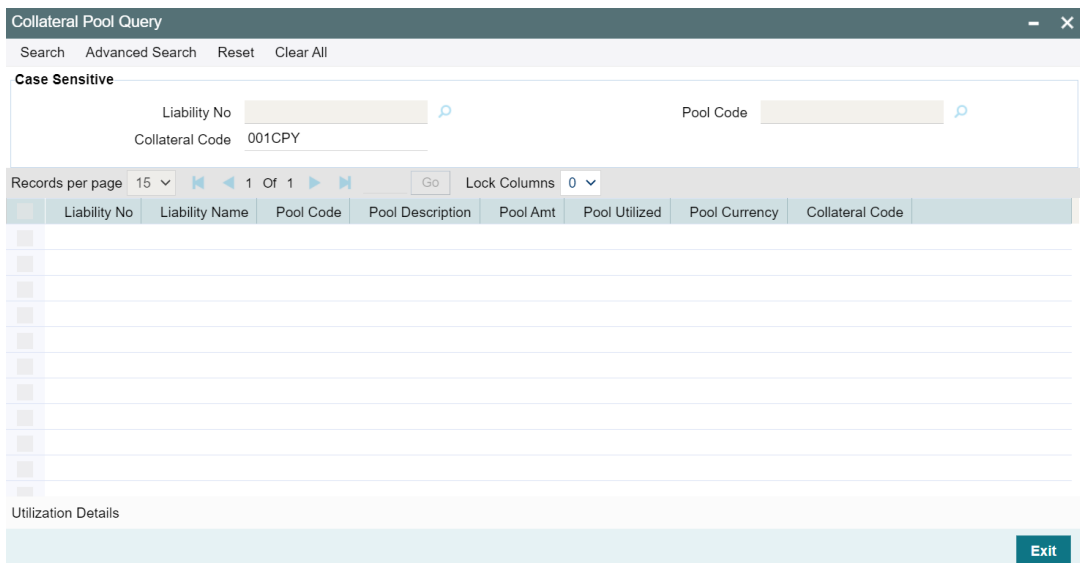 Collateral Pool Query
Search Advanced Search Reset Clear All
Case Sensitive
Liability No Pool Code
Collateral Code 001CPY
Records per page 15 1 Of 1 Go Lock Columns 0
Liability No Liability Name Pool Code Pool Description Pool Amt Pool Utilized Pool Currency Collateral Code
Utilization Details
Exit